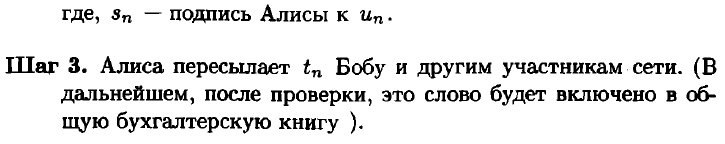 где, sₙ — подпись Алисы к uₙ.
Шаг 3. Алиса пересылает tₙ Бобу и другим участникам сети. (В
дальнейшем, после проверки, это слово будет включено в об-
щую бухгалтерскую книгу ).